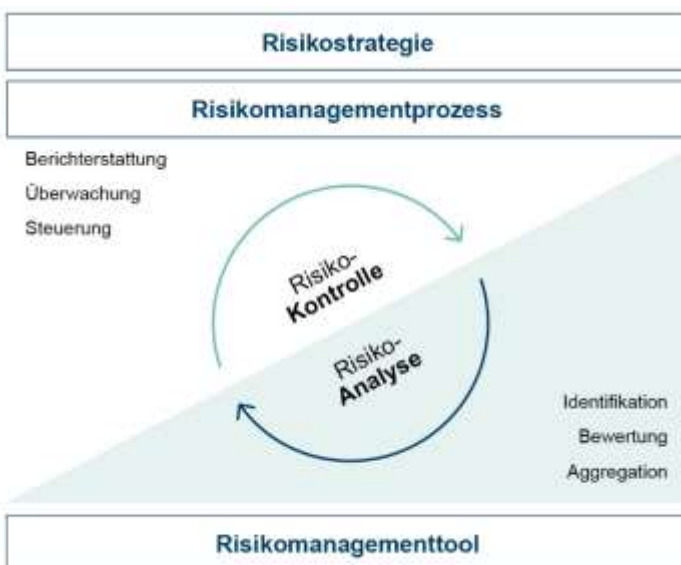 Risikostrategie
Risikomanagementprozess
Berichterstattung
Überwachung
Steuerung
Risiko-
Kontrolle
Risiko-
Analyse
Identifikation
Bewertung
Aggregation
Risikomanagementtool